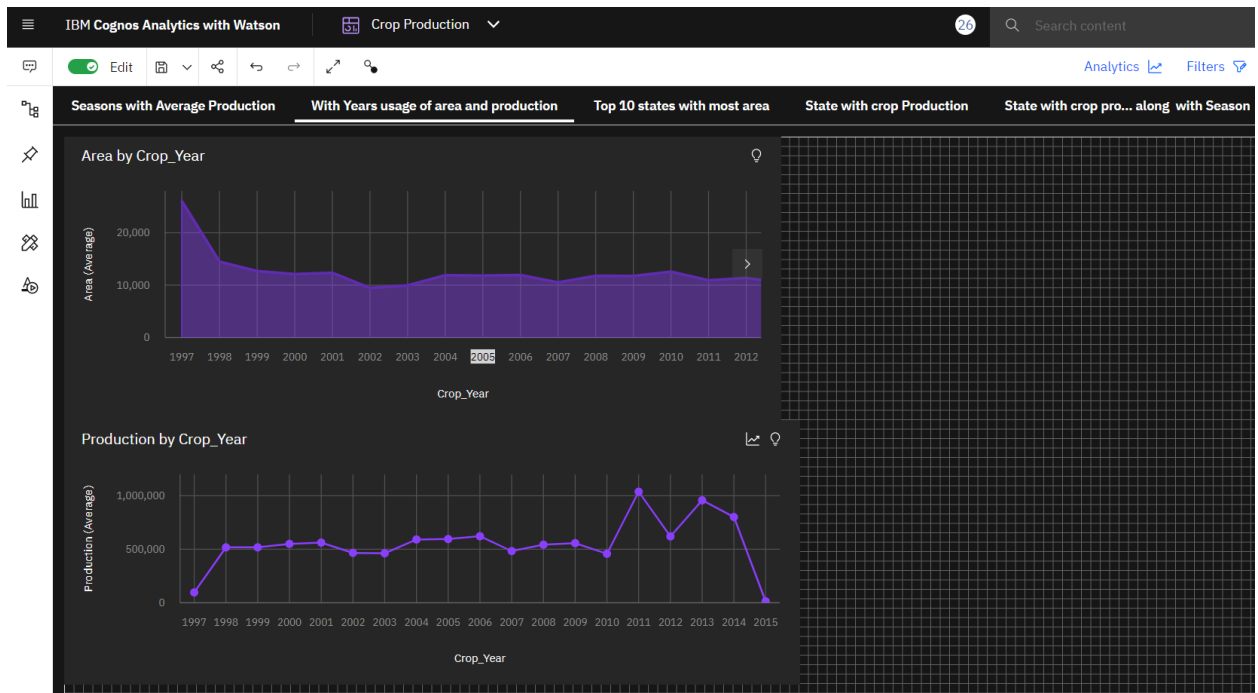 IBM Cognos Analytics with Watson
Crop Production
26
Search content
Edit
Analytics
Filters
Seasons with Average Production
With Years usage of area and production
Top 10 states with most area
State with crop Production
State with crop pro... along with Season
Area by Crop_Year
Area (Average)
20,000
10,000
0
1997 1998 1999 2000 2001 2002 2003 2004 2005 2006 2007 2008 2009 2010 2011 2012
Crop_Year
Production by Crop_Year
Production (Average)
1,000,000
500,000
0
1997 1998 1999 2000 2001 2002 2003 2004 2005 2006 2007 2008 2009 2010 2011 2012 2013 2014 2015
Crop_Year